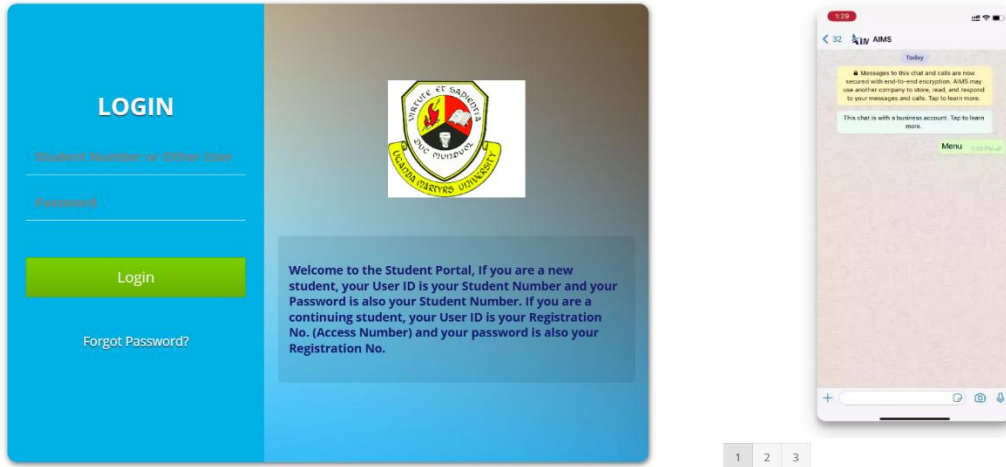 LOGIN
Student Number or Other User
Password
Login
Forgot Password?
VIRTUTE ET SAPIENTIA
DUC MUNDUM
UGANDA MARTYRS UNIVERSITY
Welcome to the Student Portal, If you are a new
student, your User ID is your Student Number and your
Password is also your Student Number. If you are a
continuing student, your User ID is your Registration
No. (Access Number) and your password is also your
Registration No.
1:29
32 AIMS
Today
Messages to this chat and calls are now
secured with end-to-end encryption. AIMS may
use another company to store, read, and respond
to your messages and calls. Tap to learn more.
This chat is with a business account. Tap to learn
more.
Menu
1 2 3